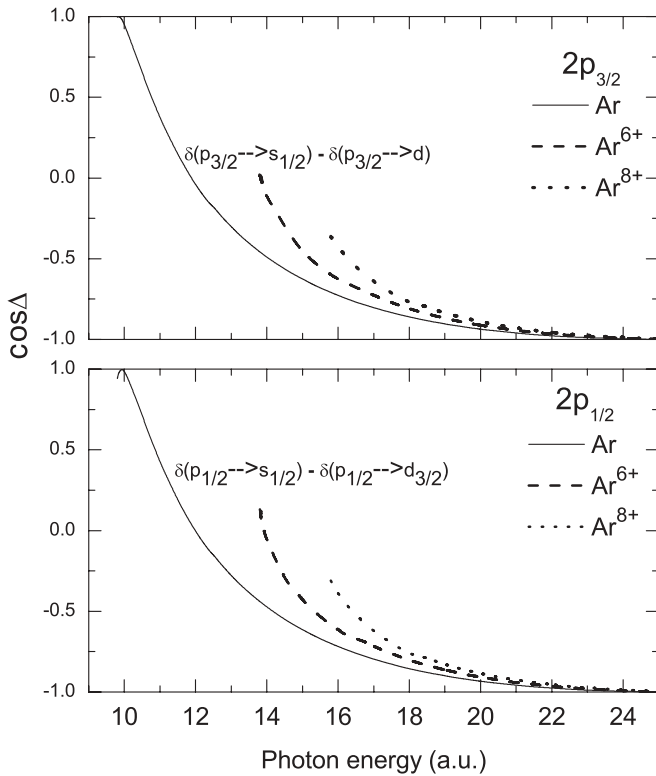 1.0
2p3/2
Ar
0.5
Ar6+
δ(p3/2-->s1/2) - δ(p3/2-->d)
Ar8+
0.0
-0.5
-1.0
cosΔ
1.0
2p1/2
Ar
0.5
δ(p1/2-->s1/2) - δ(p1/2-->d3/2)
Ar6+
Ar8+
0.0
-0.5
-1.0
10 12 14 16 18 20 22 24
Photon energy (a.u.)